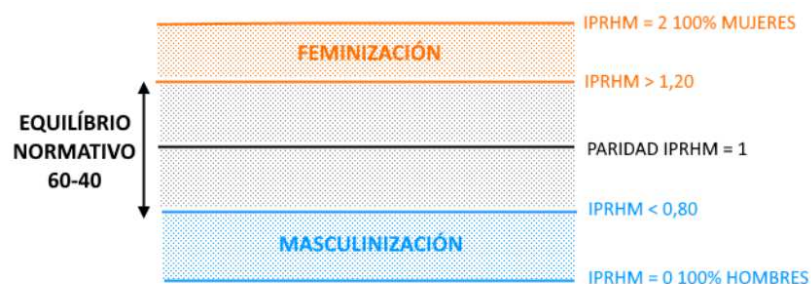 IPRHM = 2 100% MUJERES
FEMINIZACIÓN
IPRHM > 1,20
EQUILÍBRIO
NORMATIVO
60-40
PARIDAD IPRHM = 1
IPRHM < 0,80
MASCULINIZACIÓN
IPRHM = 0 100% HOMBRES